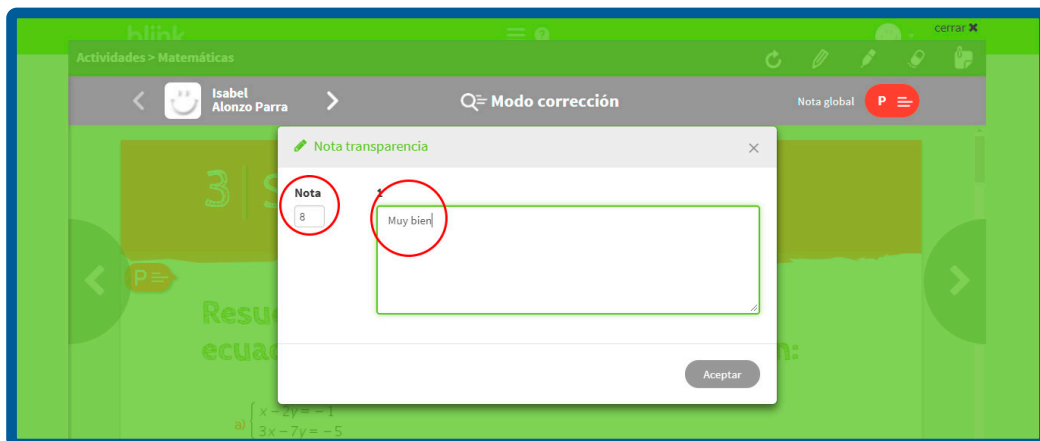 blink
cerrar ✖
Actividades > Matemáticas
Isabel
Alonzo Parra
Modo corrección
Nota global
P
Nota transparencia
×
3
Nota
1
8
Muy bien
P
Resu
ecuac
n:
Aceptar
a) { x − 2y = − 1
3x − 7y = − 5